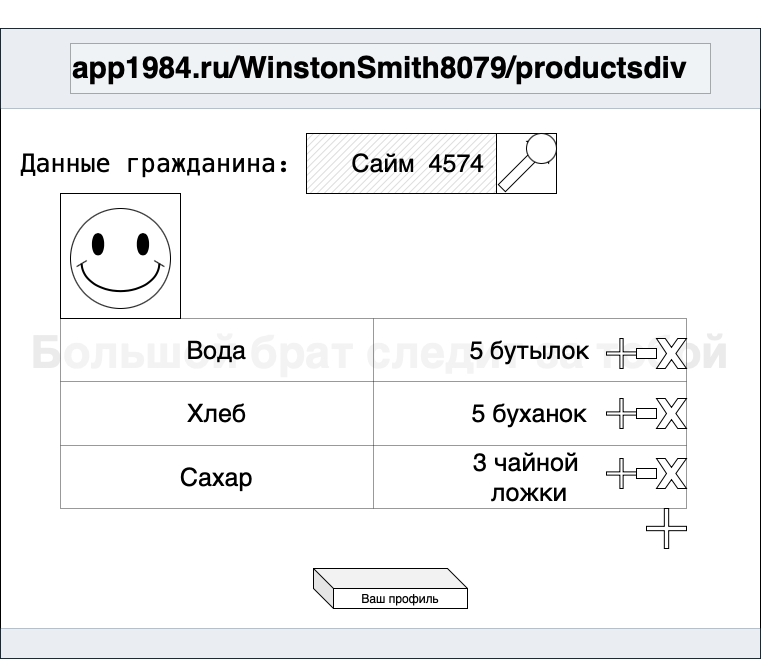 app1984.ru/WinstonSmith8079/productsdiv
Данные гражданина:
Сайм 4574
Большой брат следит за тобой
Вода
5 бутылок
Хлеб
5 буханок
Сахар
3 чайной
ложки
Ваш профиль